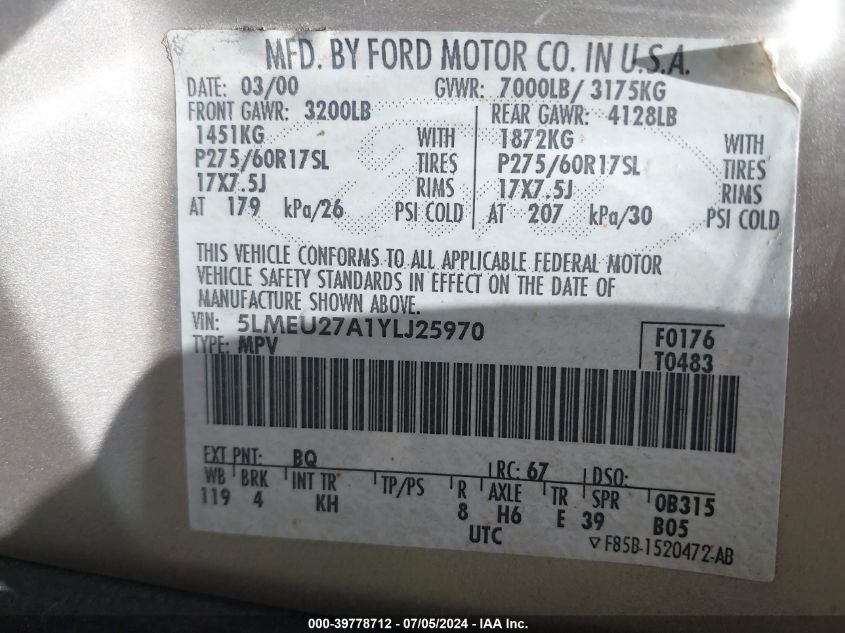 MFD. BY FORD MOTOR CO. IN U.S.A.
DATE: 03/00 GVWR: 7000LB/ 3175KG
FRONT GAWR: 3200LB REAR GAWR: 4128LB
1451KG WITH 1872KG WITH
P275/60R17SL TIRES P275/60R17SL TIRES
17X7.5J RIMS 17X7.5J RIMS
AT 179 kPa/26 PSI COLD AT 207 kPa/30 PSI COLD
THIS VEHICLE CONFORMS TO ALL APPLICABLE FEDERAL MOTOR
VEHICLE SAFETY STANDARDS IN EFFECT ON THE DATE OF
MANUFACTURE SHOWN ABOVE.
VIN: 5LMEU27A1YLJ25970 F0176
TYPE: MPV T0483
EXT PNT: BQ RC: 67 DSO:
WB BRK INT TR TP/PS R AXLE TR SPR 0B315
119 4 KH 8 H6 E 39 B05
UTC F85B-1520472-AB
000-39778712 - 07/05/2024 - IAA Inc.